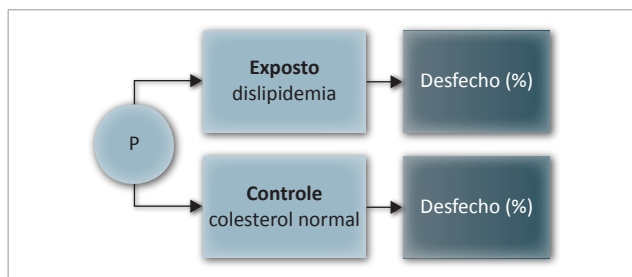 Exposto
dislipidemia
Desfecho (%)
P
Controle
colesterol normal
Desfecho (%)